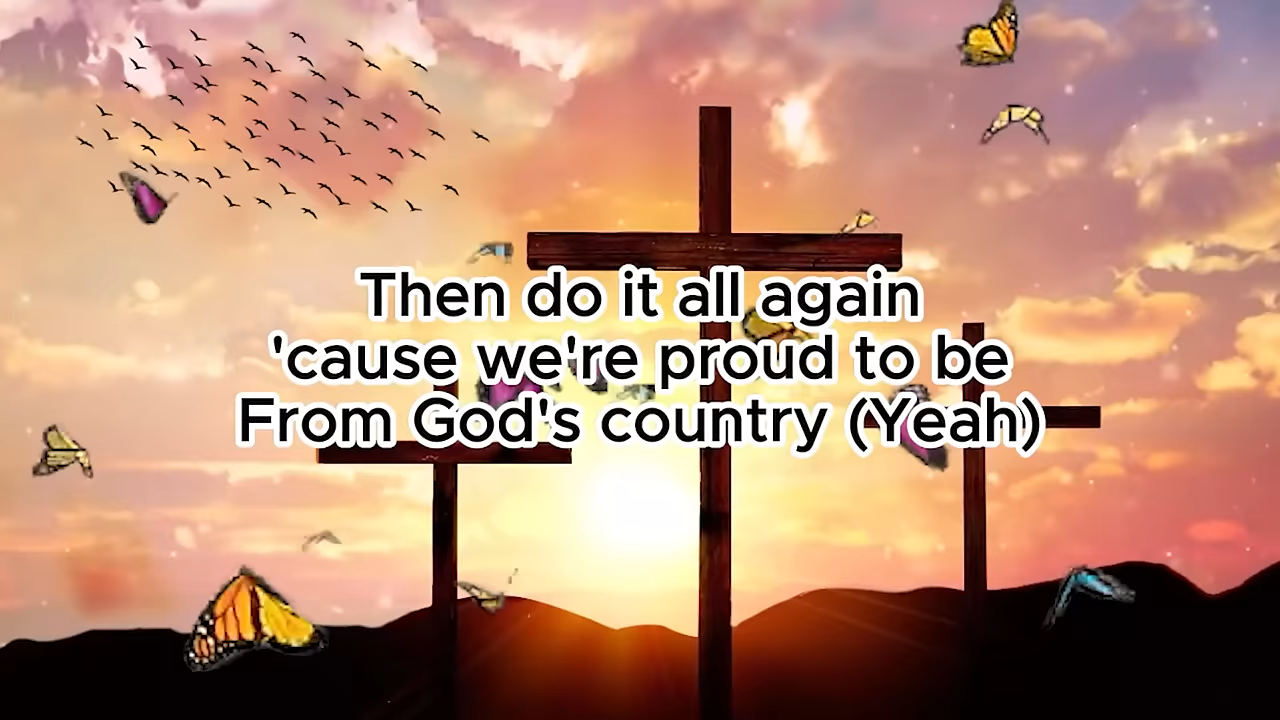 Then do it all again
'cause we're proud to be
From God's country (Yeah)